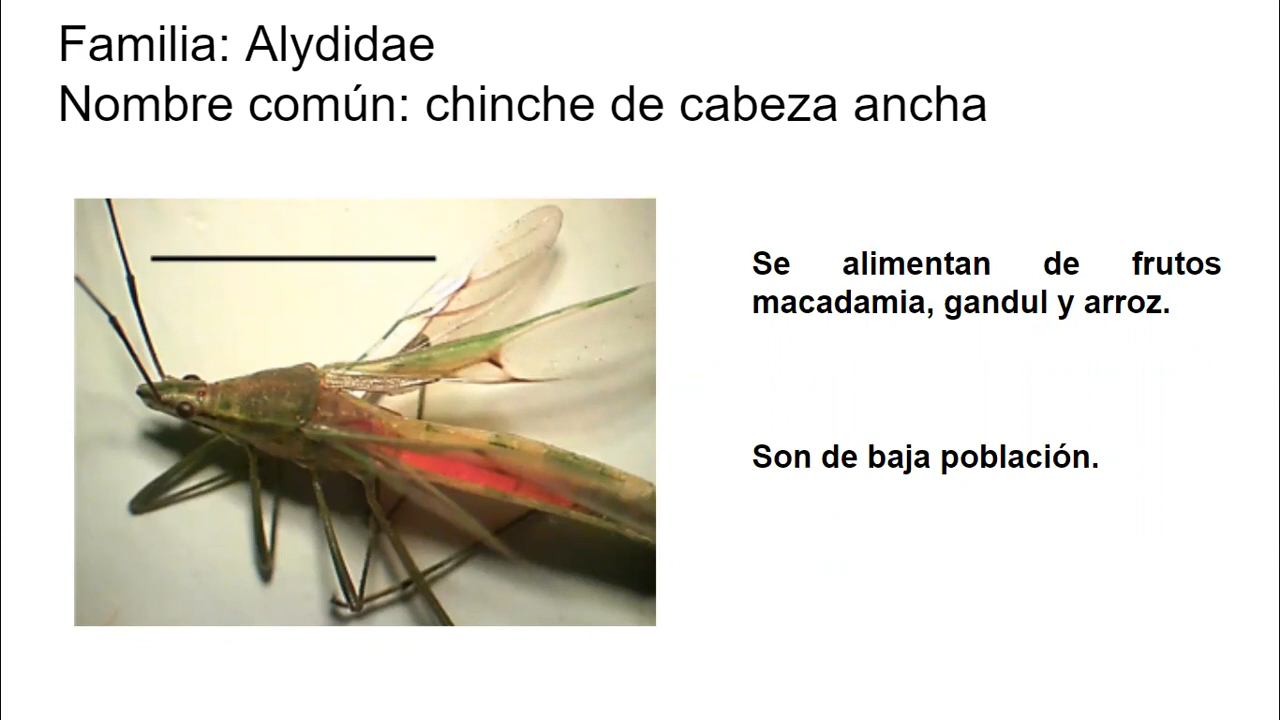 Familia: Alydidae
Nombre común: chinche de cabeza ancha
Se alimentan de frutos
macadamia, gandul y arroz.
Son de baja población.